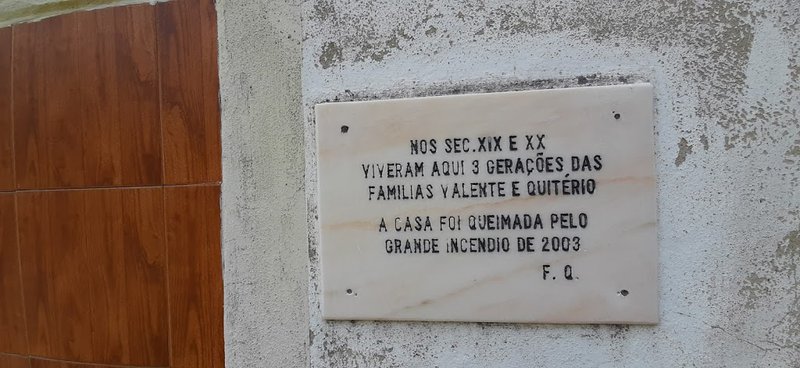 NOS SEC.XIX E XX
VIVERAM AQUI 3 GERAÇÕES DAS
FAMILIAS VALENTE E QUITÉRIO
A CASA FOI QUEIMADA PELO
GRANDE INCENDIO DE 2003
F. Q.